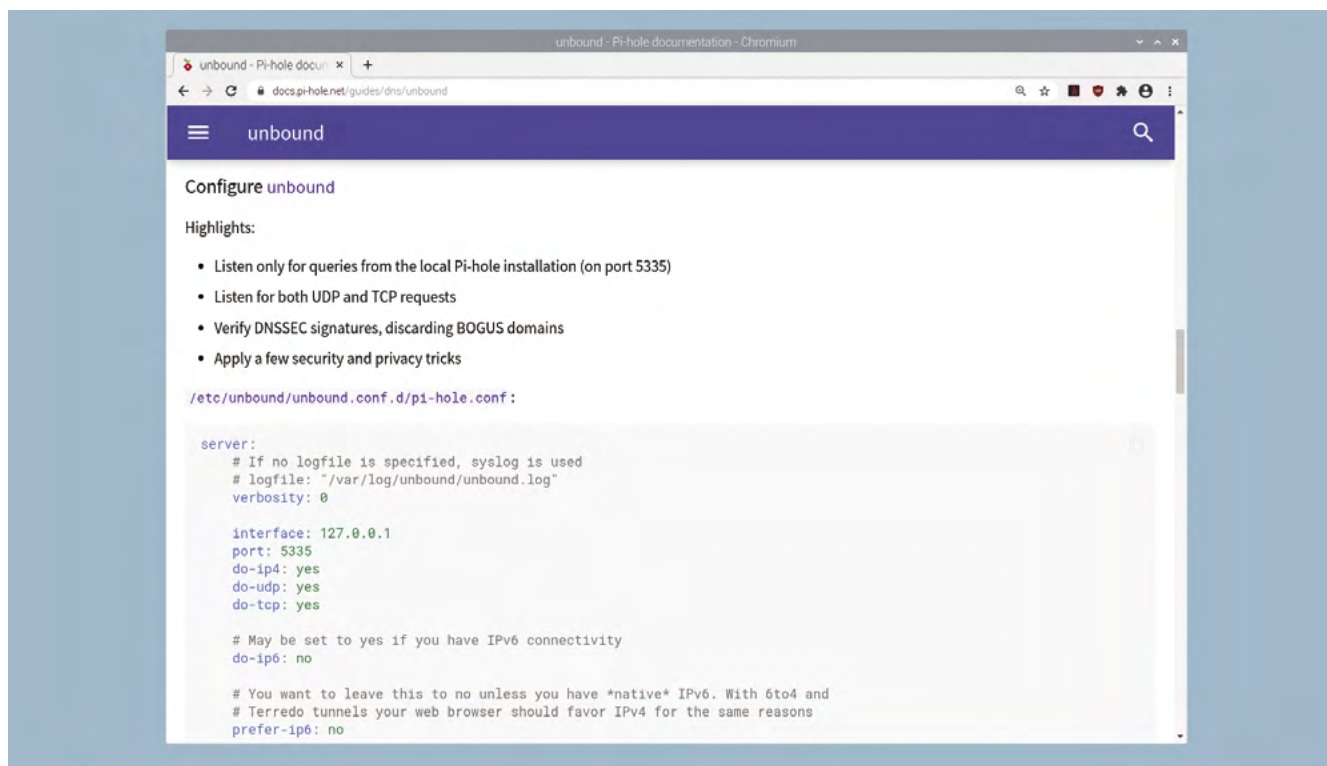 unbound - Pi-hole documentation - Chromium
unbound - Pi-hole docun
docs.pi-hole.net/guides/dns/unbound
unbound
Configure unbound
Highlights:
• Listen only for queries from the local Pi-hole installation (on port 5335)
• Listen for both UDP and TCP requests
• Verify DNSSEC signatures, discarding BOGUS domains
• Apply a few security and privacy tricks
/etc/unbound/unbound.conf.d/pi-hole.conf:
server:
# If no logfile is specified, syslog is used
# logfile: "/var/log/unbound/unbound.log"
verbosity: 0
interface: 127.0.0.1
port: 5335
do-ip4: yes
do-udp: yes
do-tcp: yes
# May be set to yes if you have IPv6 connectivity
do-ip6: no
# You want to leave this to no unless you have *native* IPv6. With 6to4 and
# Terredo tunnels your web browser should favor IPv4 for the same reasons
prefer-ip6: no